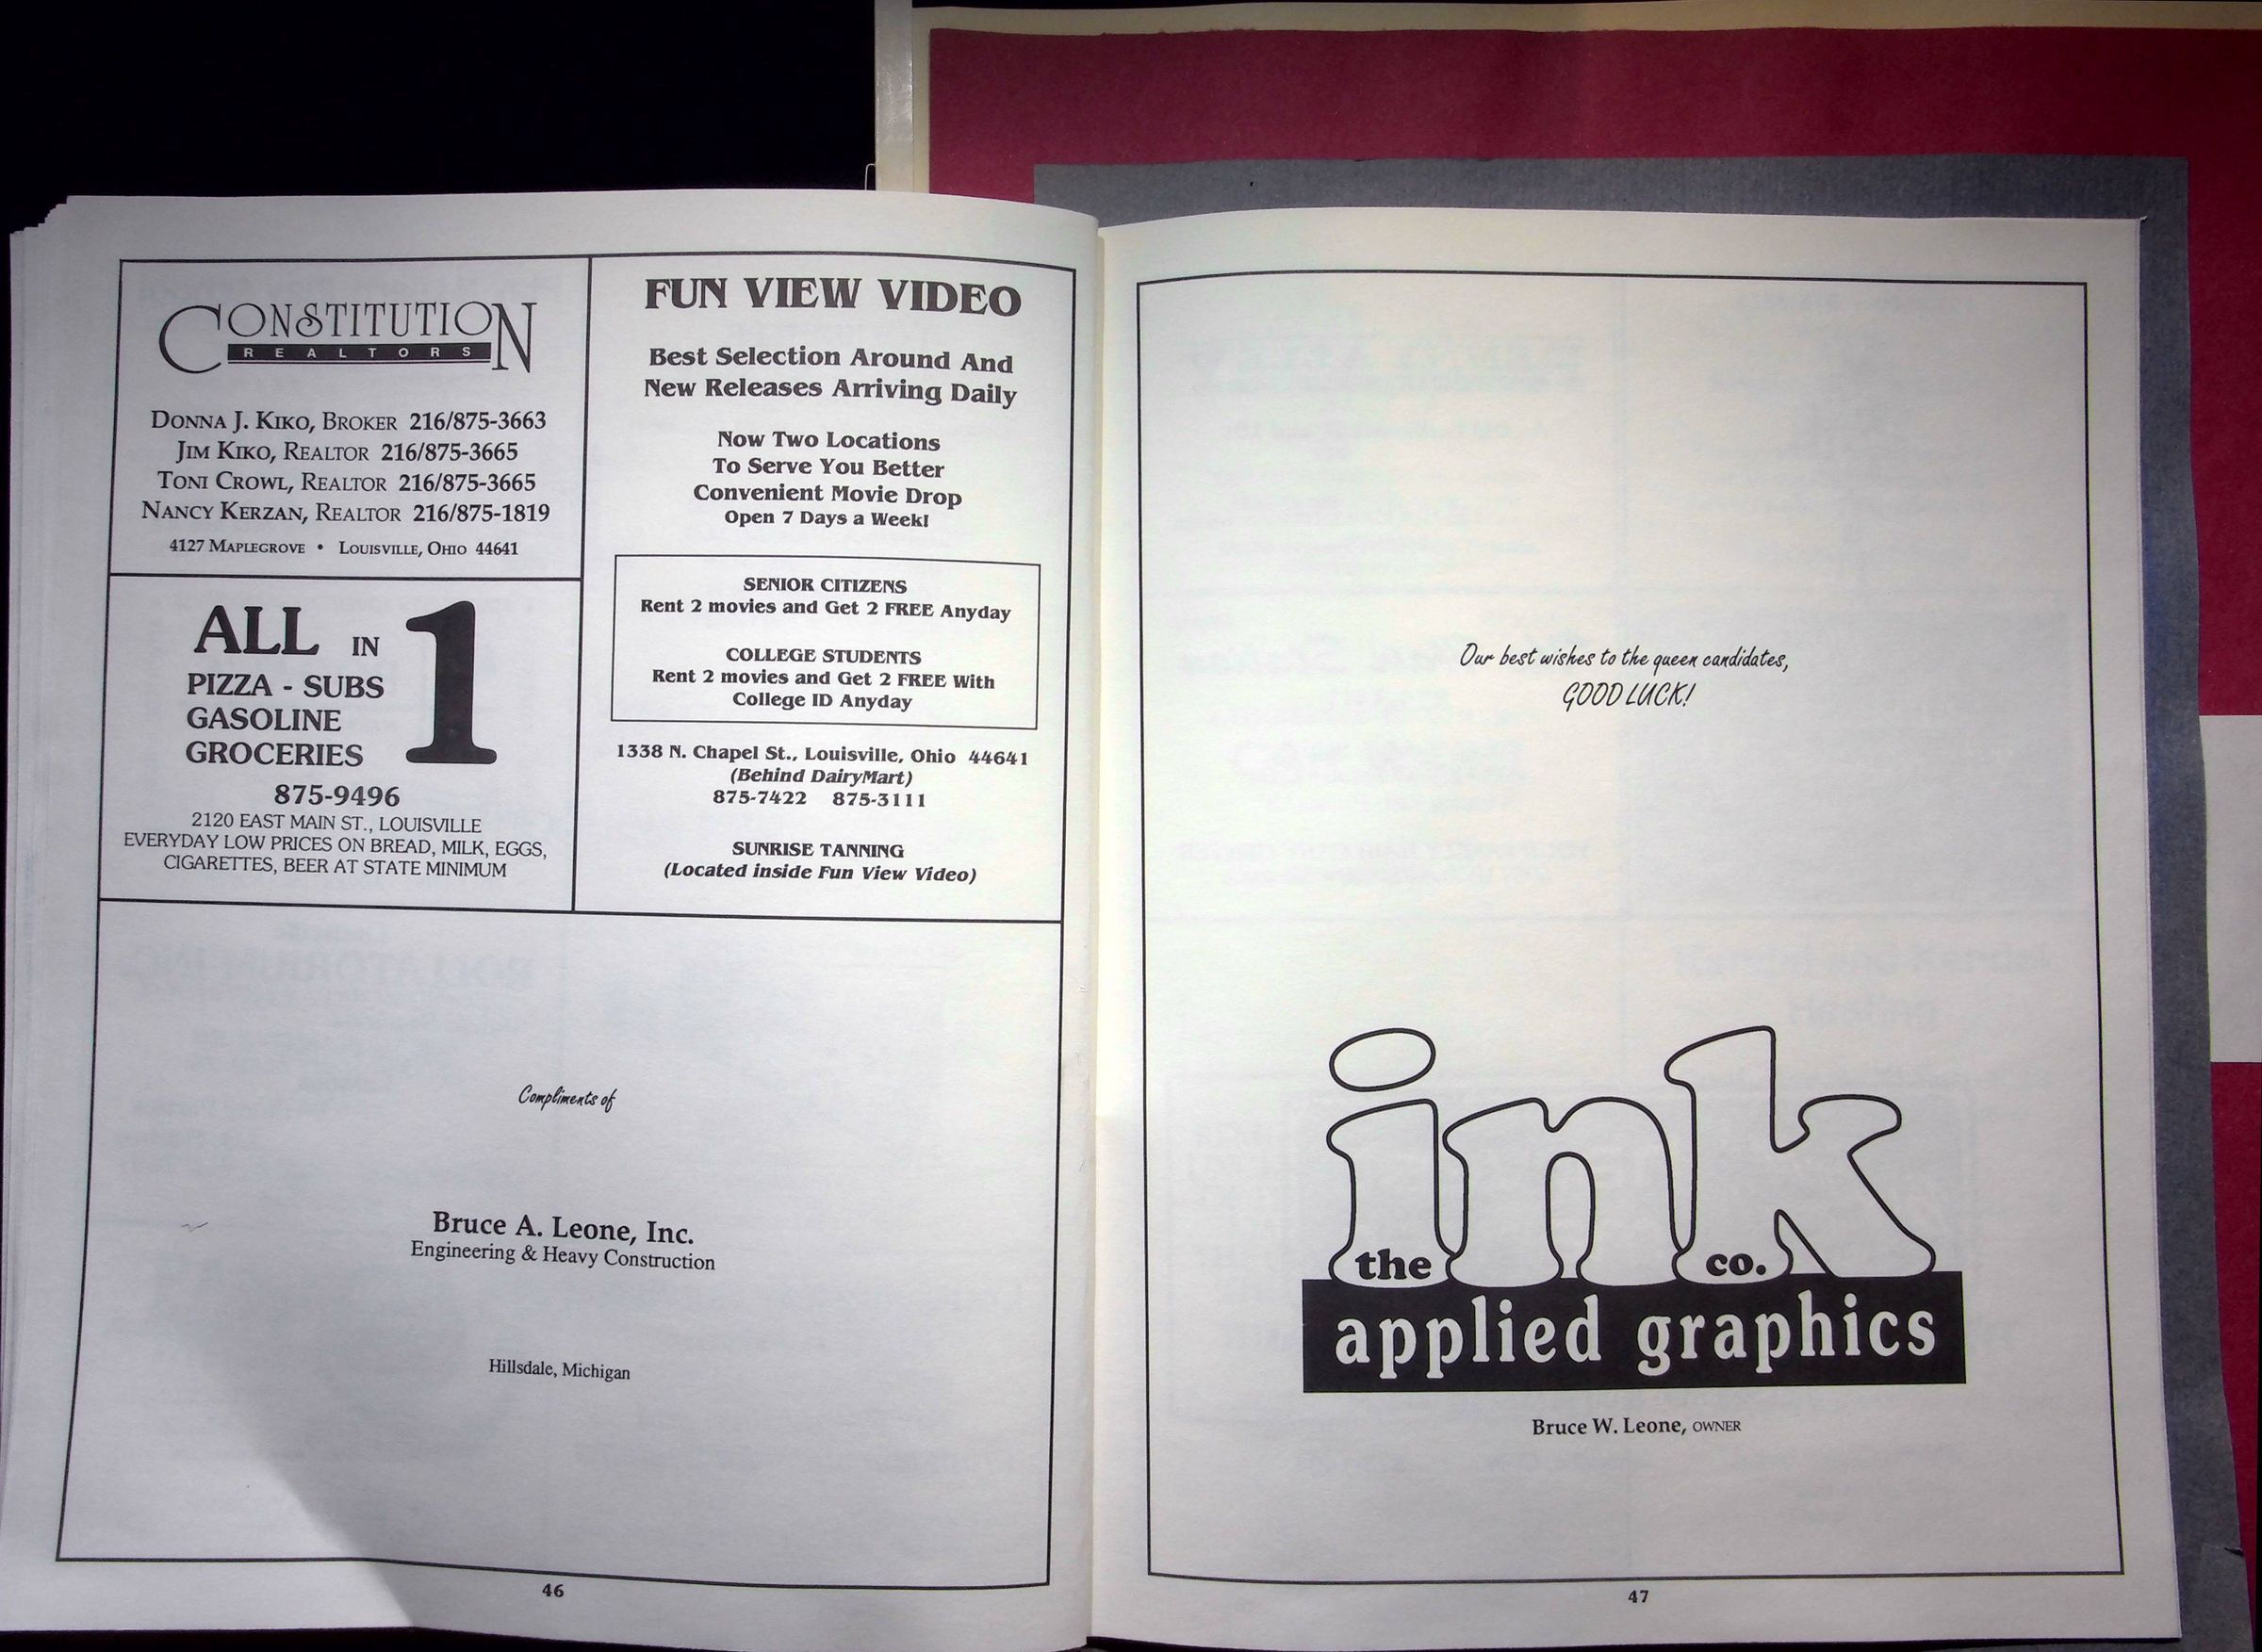 CONSTITUTION
REALTORS
DONNA J. KIKO, BROKER 216/875-3663
JIM KIKO, REALTOR 216/875-3665
TONI CROWL, REALTOR 216/875-3665
NANCY KERZAN, REALTOR 216/875-1819
4127 MAPLEGROVE • LOUISVILLE, OHIO 44641
ALL IN 1
PIZZA - SUBS
GASOLINE
GROCERIES
875-9496
2120 EAST MAIN ST., LOUISVILLE
EVERYDAY LOW PRICES ON BREAD, MILK, EGGS,
CIGARETTES, BEER AT STATE MINIMUM
FUN VIEW VIDEO
Best Selection Around And
New Releases Arriving Daily
Now Two Locations
To Serve You Better
Convenient Movie Drop
Open 7 Days a Week!
SENIOR CITIZENS
Rent 2 movies and Get 2 FREE Anyday
COLLEGE STUDENTS
Rent 2 movies and Get 2 FREE With
College ID Anyday
1338 N. Chapel St., Louisville, Ohio 44641
(Behind DairyMart)
875-7422 875-3111
SUNRISE TANNING
(Located inside Fun View Video)
Compliments of
Bruce A. Leone, Inc.
Engineering & Heavy Construction
Hillsdale, Michigan
46
Our best wishes to the queen candidates,
GOOD LUCK!
the ink co.
applied graphics
Bruce W. Leone, OWNER
47